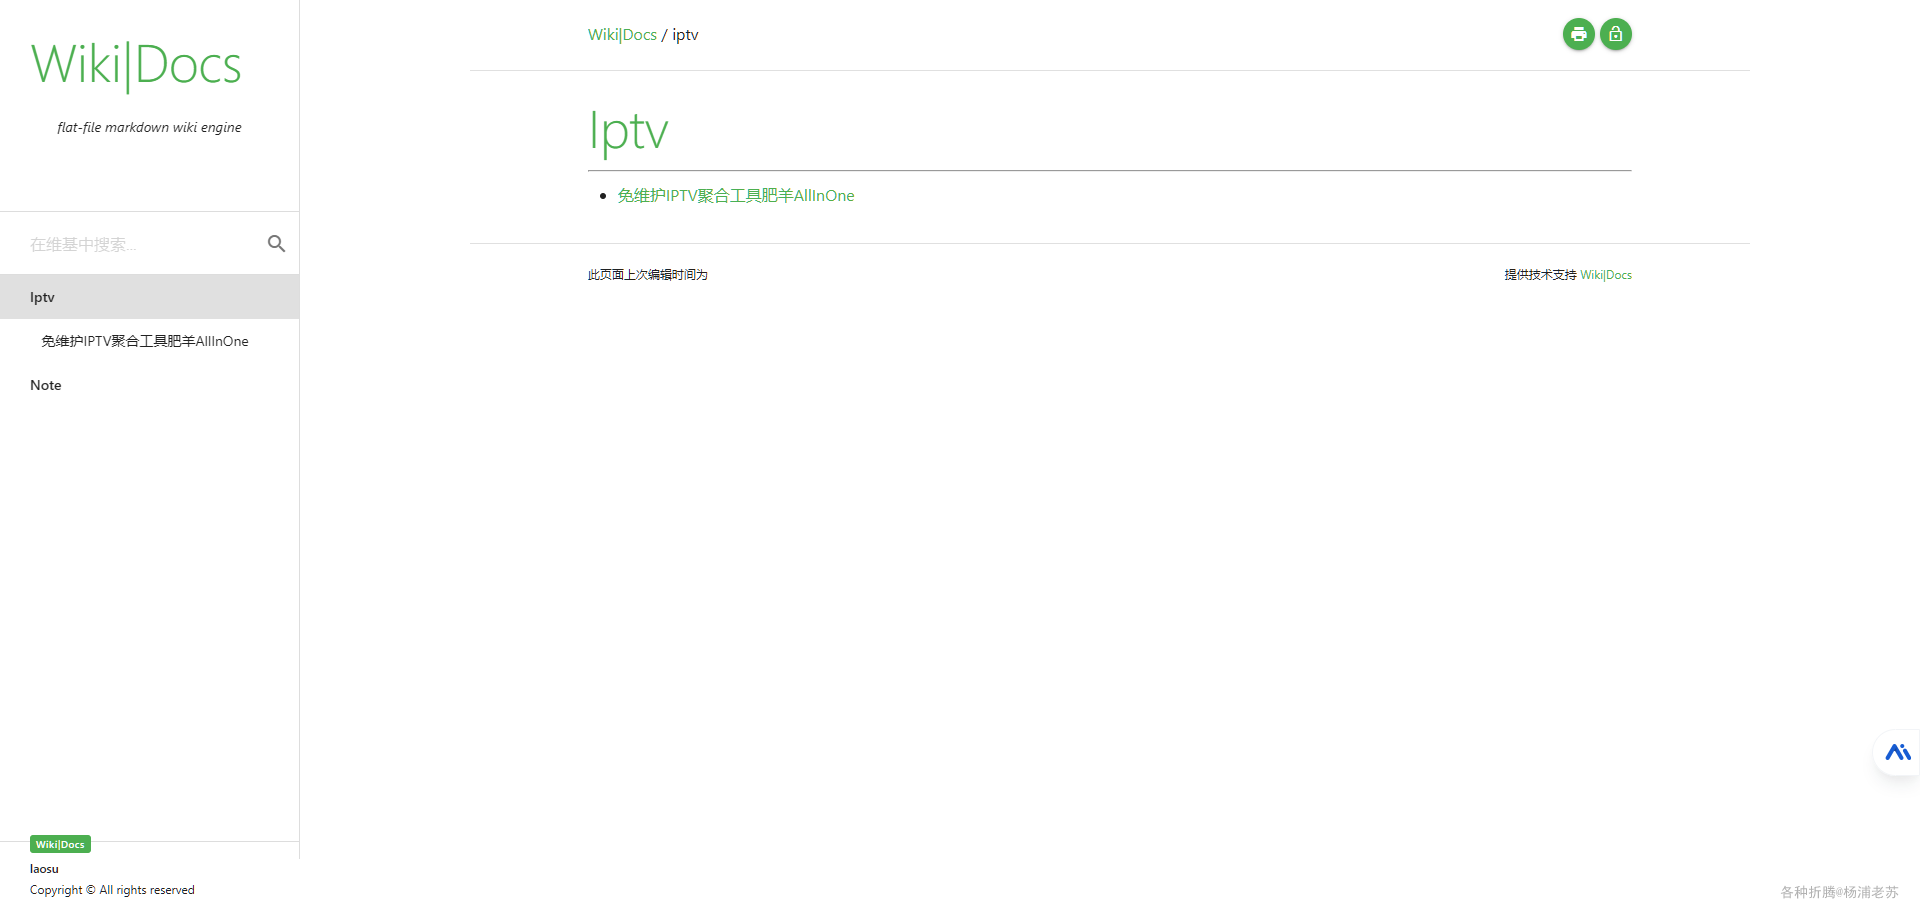 Wiki|Docs
flat-file markdown wiki engine
在维基中搜索...
Iptv
免维护IPTV聚合工具肥羊AllInOne
Note
Wiki|Docs
laosu
Copyright © All rights reserved
Wiki|Docs / iptv
Iptv
免维护IPTV聚合工具肥羊AllInOne
此页面上次编辑时间为
提供技术支持 Wiki|Docs
各种折腾@杨浦老苏